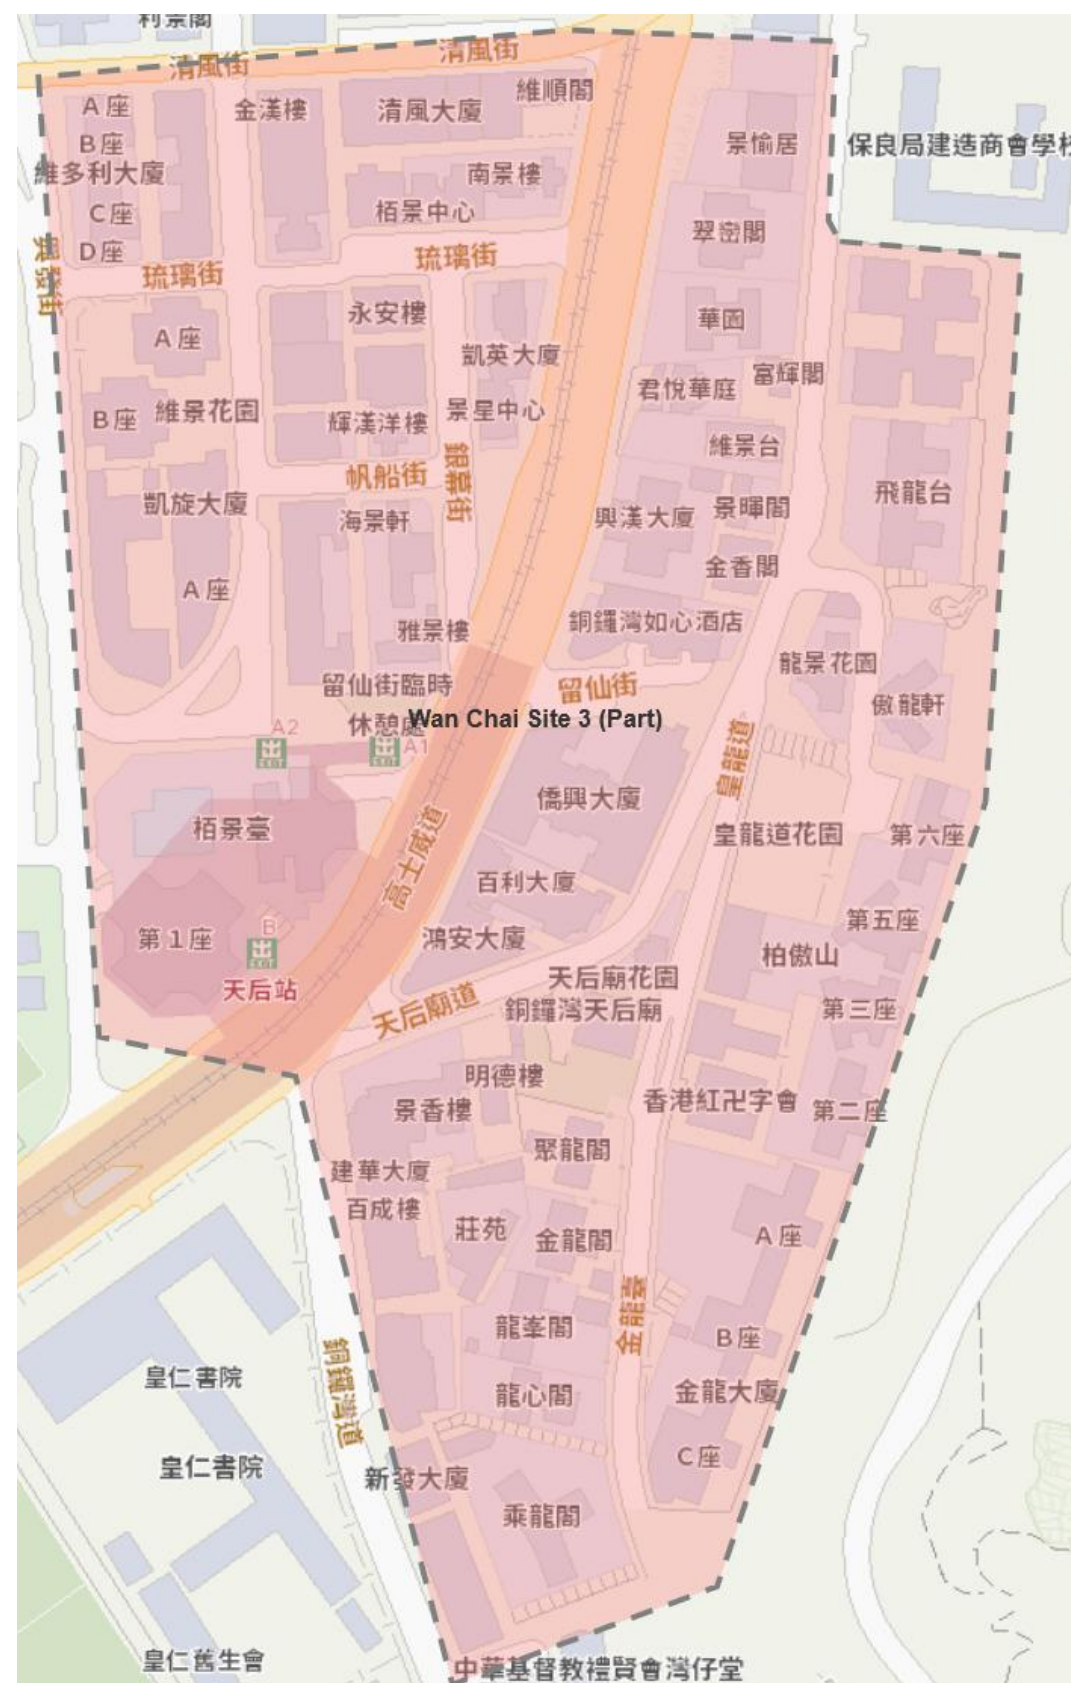 利景閣
清風街
清風街
A座
金漢樓
清風大廈
維順閣
B座
景愉居
保良局建造商會學校
維多利大廈
南景樓
C座
栢景中心
翠峦閣
D座
琉璃街
琉璃街
吳發街
永安樓
華園
A座
凱英大廈
富輝閣
君悅華庭
B座
維景花園
輝漢洋樓
景星中心
維景台
帆船街
銀幕街
飛龍台
凱旋大廈
海景軒
興漢大廈
景暉閣
金香閣
A座
雅景樓
銅鑼灣如心酒店
龍景花園
留仙街臨時
休憩處
留仙街
傲龍軒
Wan Chai Site 3 (Part)
A2
出
EXIT
出
EXIT
A1
皇龍道
僑興大廈
栢景臺
高士威道
皇龍道花園
第六座
百利大廈
第五座
第1座
B
出
EXIT
鴻安大廈
柏傲山
天后站
天后廟道
天后廟花園
銅鑼灣天后廟
第三座
明德樓
景香樓
香港紅卍字會
第二座
聚龍閣
建華大廈
百成樓
莊苑
金龍閣
A座
金龍臺
龍峯閣
B座
銅鑼灣道
皇仁書院
龍心閣
金龍大廈
皇仁書院
新發大廈
C座
乘龍閣
皇仁舊生會
中華基督教禮賢會灣仔堂